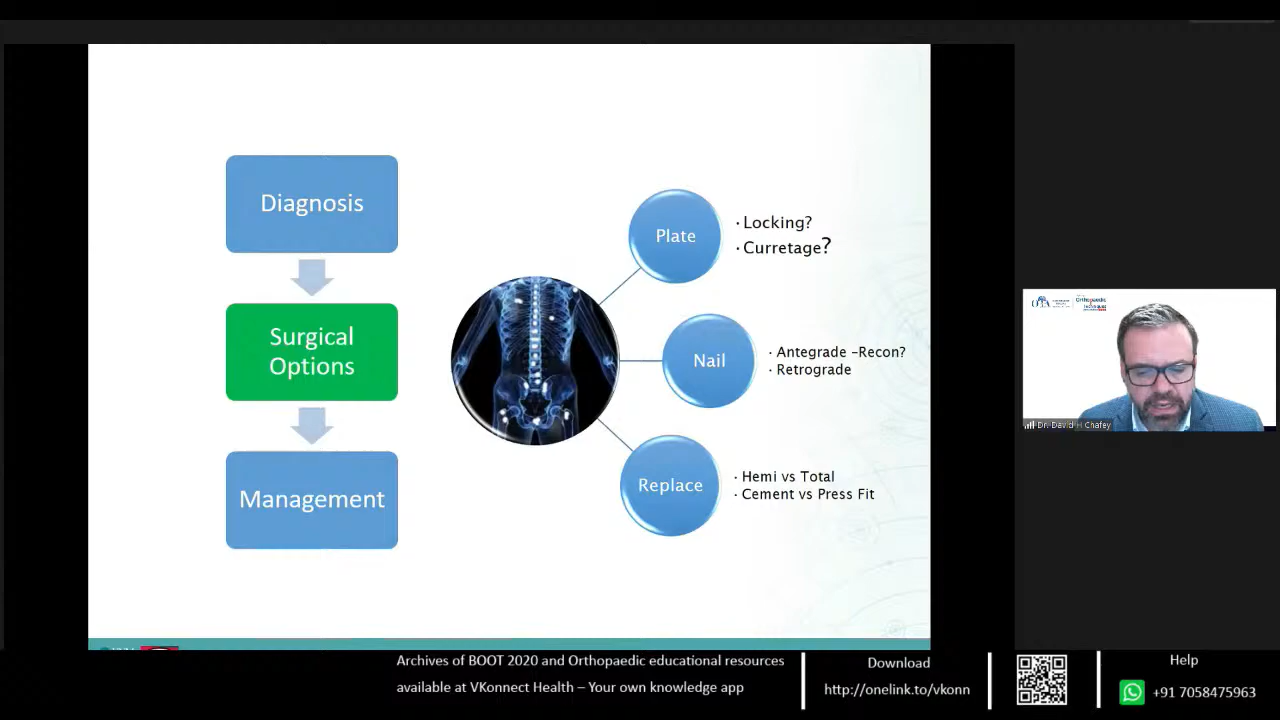 Diagnosis
Surgical
Options
Management
Plate
· Locking?
· Curretage?
Nail
· Antegrade –Recon?
· Retrograde
Replace
· Hemi vs Total
· Cement vs Press Fit
OTA
Orthopaedic
Dr. David H Chafey
Archives of BOOT 2020 and Orthopaedic educational resources
available at VKonnect Health – Your own knowledge app
Download
http://onelink.to/vkonn
Help
+91 7058475963